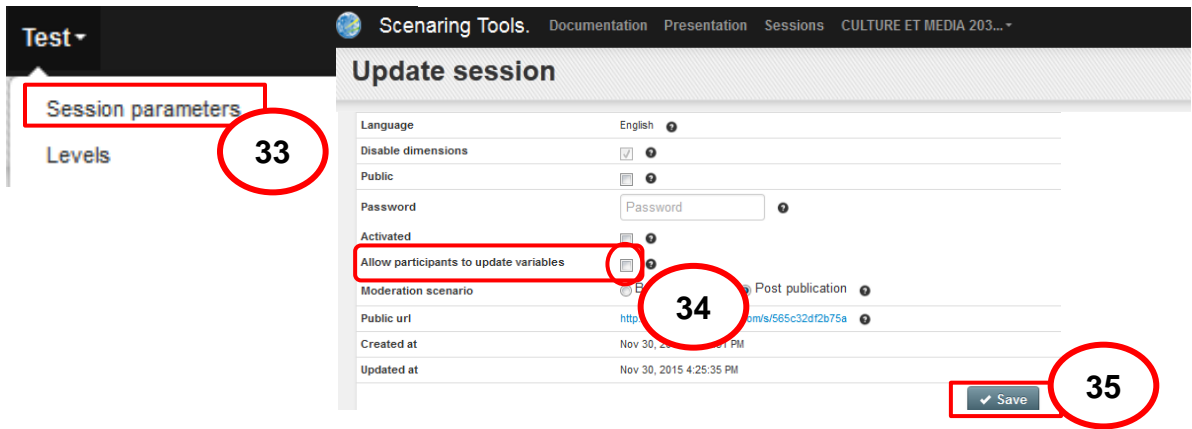 Test
Session parameters
Levels
33
Scenaring Tools. Documentation Presentation Sessions CULTURE ET MEDIA 203...
Update session
Language English
Disable dimensions
Public
Password Password
Activated
Allow participants to update variables
Moderation scenario Post publication
Public url http: om/s/565c32df2b75a
Created at Nov 30, PM
Updated at Nov 30, 2015 4:25:35 PM
34
Save
35